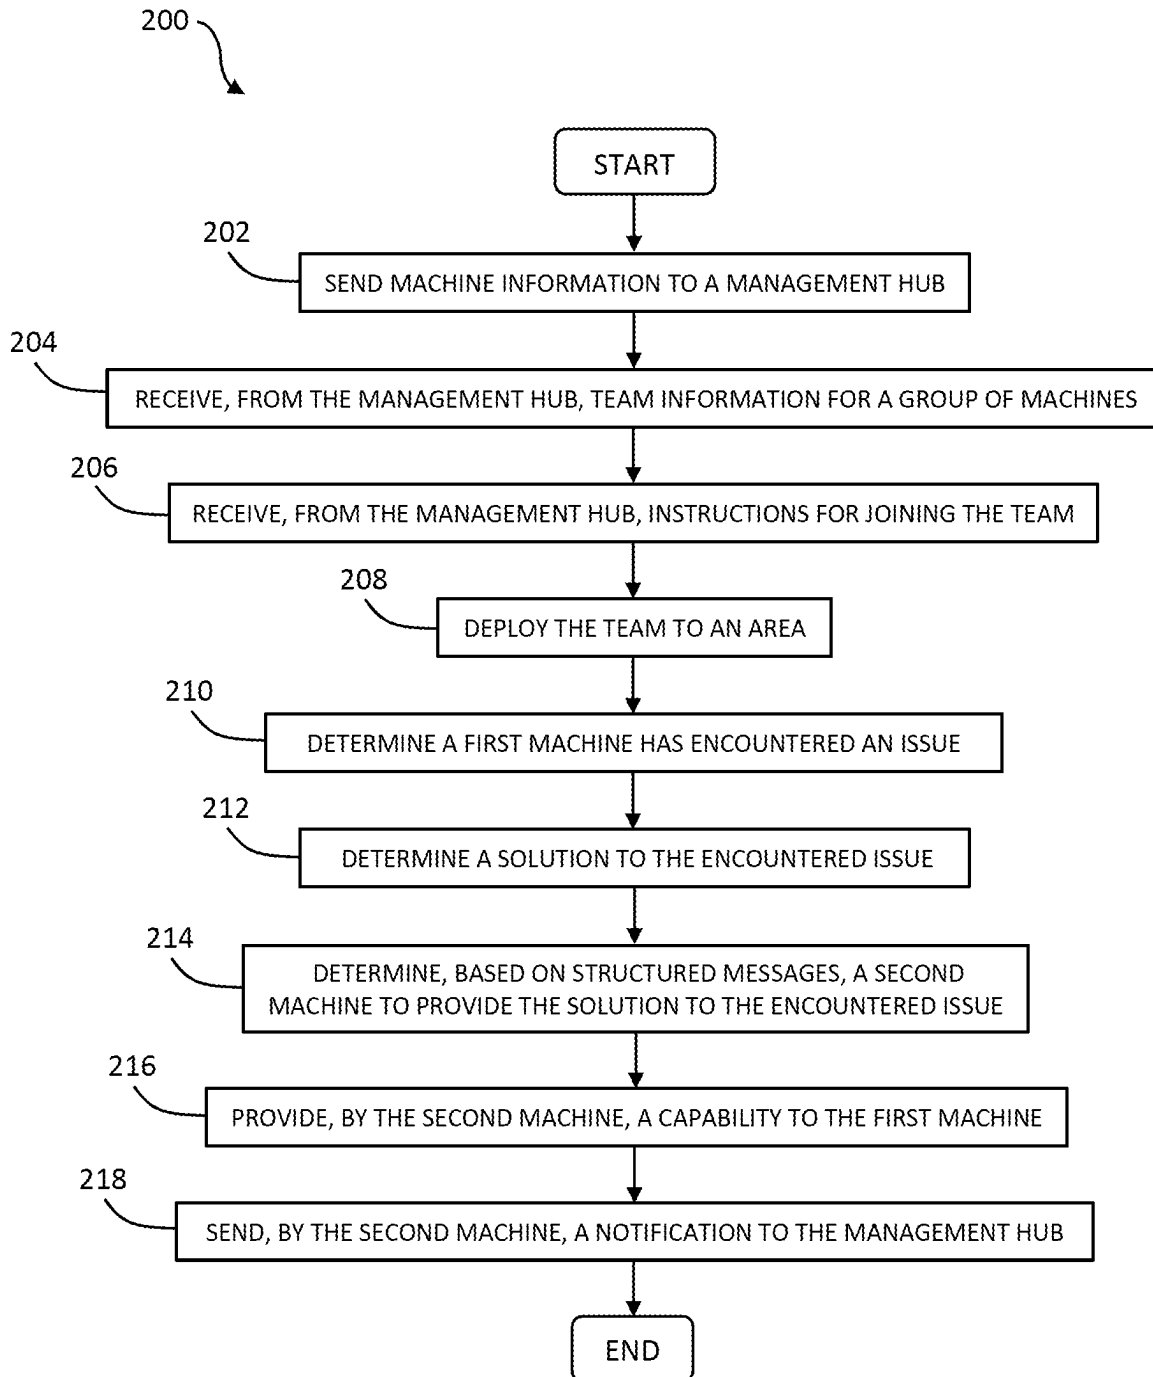 200
START
202
SEND MACHINE INFORMATION TO A MANAGEMENT HUB
204
RECEIVE, FROM THE MANAGEMENT HUB, TEAM INFORMATION FOR A GROUP OF MACHINES
206
RECEIVE, FROM THE MANAGEMENT HUB, INSTRUCTIONS FOR JOINING THE TEAM
208
DEPLOY THE TEAM TO AN AREA
210
DETERMINE A FIRST MACHINE HAS ENCOUNTERED AN ISSUE
212
DETERMINE A SOLUTION TO THE ENCOUNTERED ISSUE
214
DETERMINE, BASED ON STRUCTURED MESSAGES, A SECOND
MACHINE TO PROVIDE THE SOLUTION TO THE ENCOUNTERED ISSUE
216
PROVIDE, BY THE SECOND MACHINE, A CAPABILITY TO THE FIRST MACHINE
218
SEND, BY THE SECOND MACHINE, A NOTIFICATION TO THE MANAGEMENT HUB
END